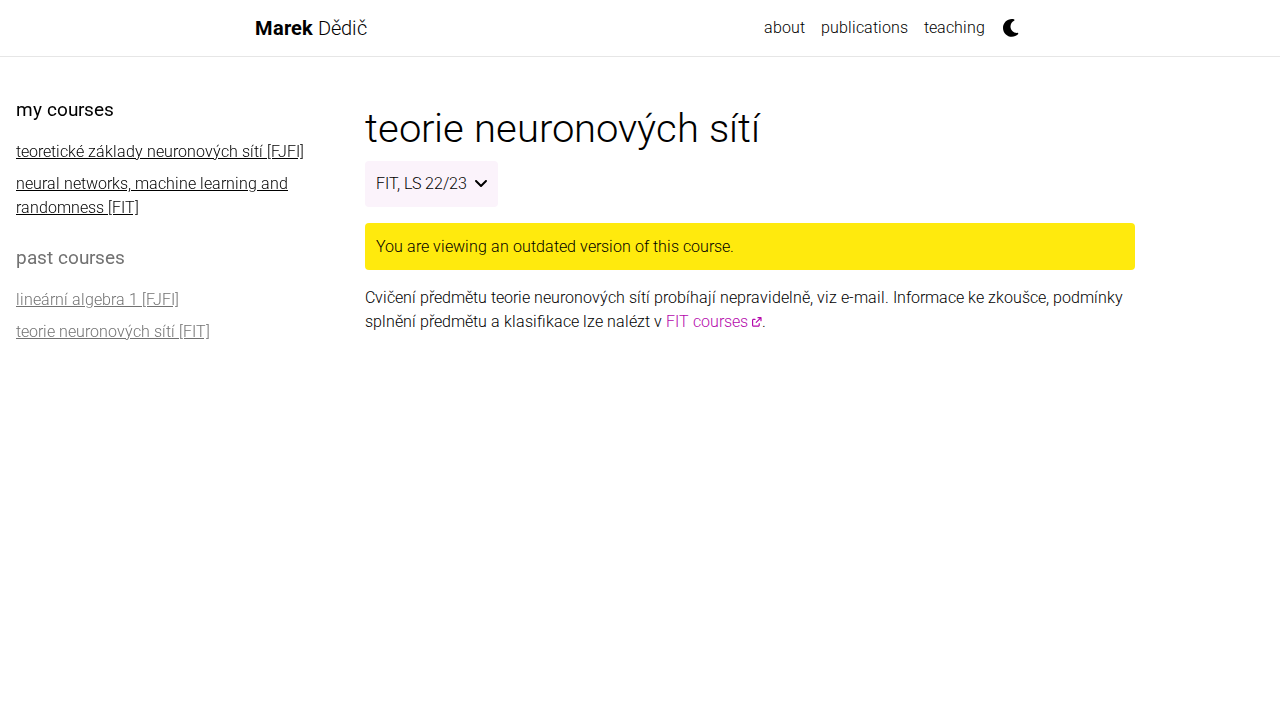 Marek Dědič
about publications teaching
my courses
teoretické základy neuronových sítí [FJFI]
neural networks, machine learning and
randomness [FIT]
past courses
lineární algebra 1 [FJFI]
teorie neuronových sítí [FIT]
teorie neuronových sítí
FIT, LS 22/23
You are viewing an outdated version of this course.
Cvičení předmětu teorie neuronových sítí probíhají nepravidelně, viz e-mail. Informace ke zkoušce, podmínky
splnění předmětu a klasifikace lze nalézt v FIT courses.